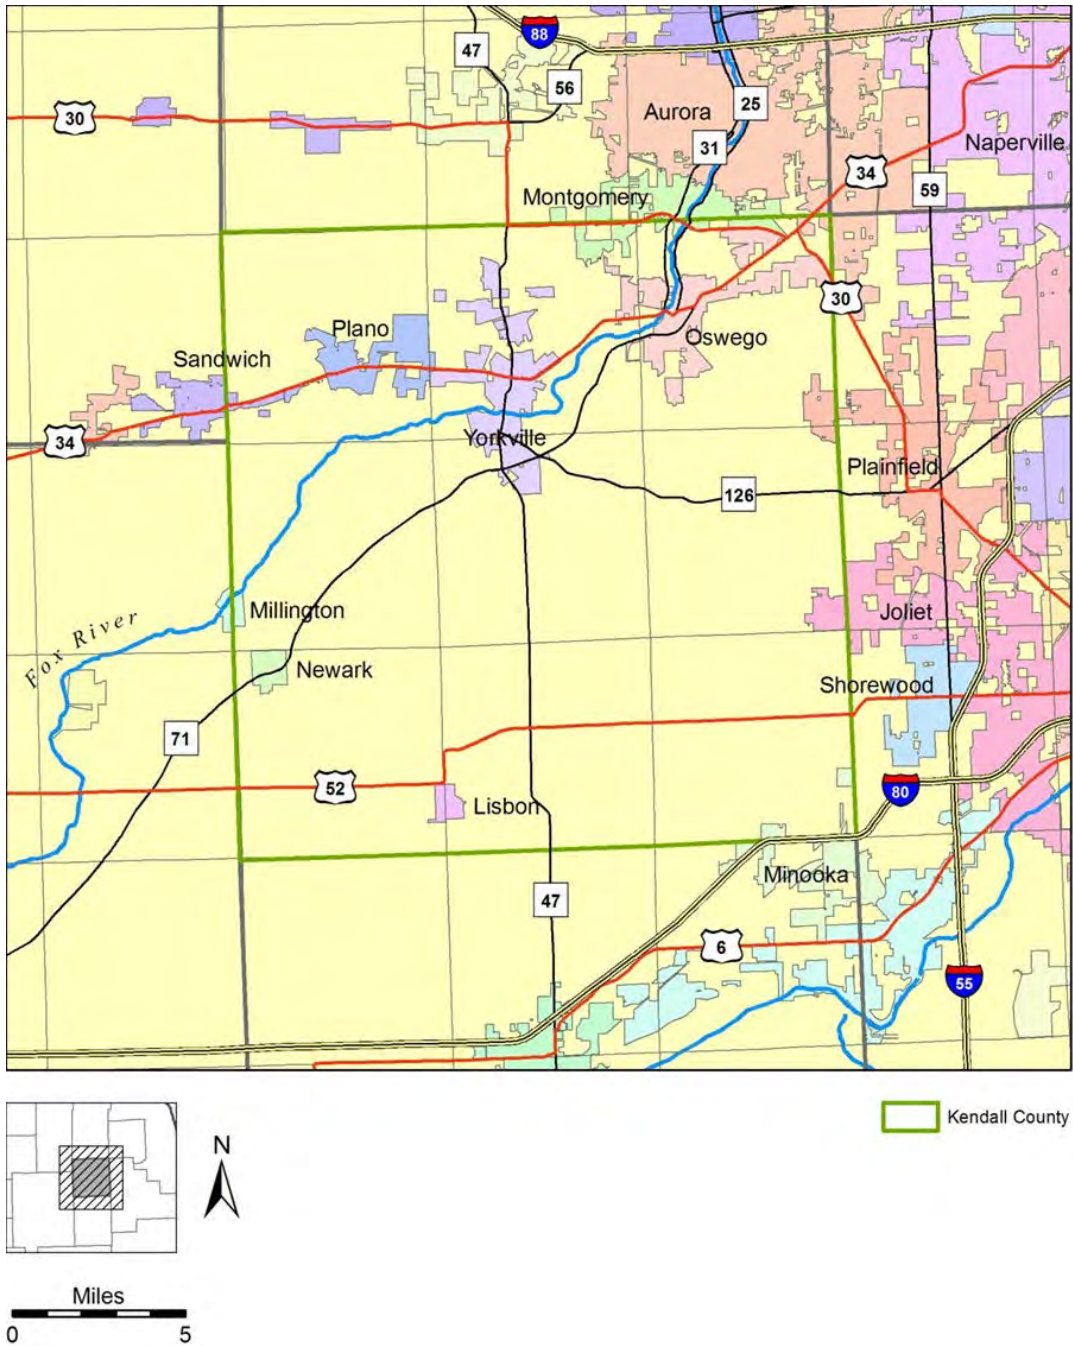 88
47
56
30
Aurora
25
31
Naperville
34
59
Montgomery
30
Plano
Oswego
Sandwich
34
Yorkville
Plainfield
126
Millington
Joliet
Fox River
Newark
Shorewood
71
52
80
Lisbon
Minooka
47
6
55
Kendall County
N
Miles
0 5